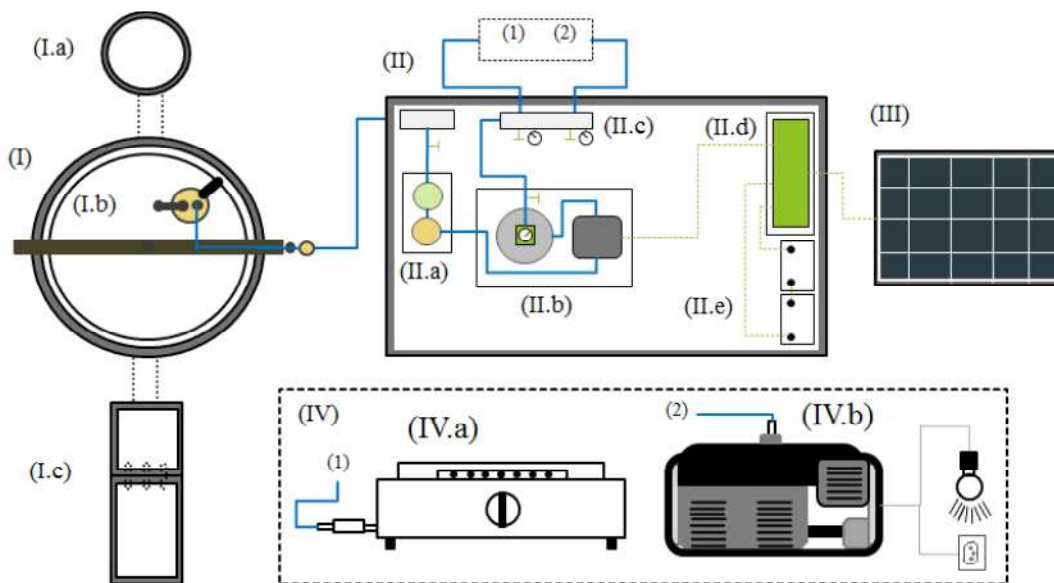 (I.a)
(1) (2)
(II)
(II.c)
(II.d)
(III)
(I)
(I.b)
(II.a)
(II.b)
(II.e)
(I.c)
(IV)
(IV.a)
(IV.b)
(1)
(2)